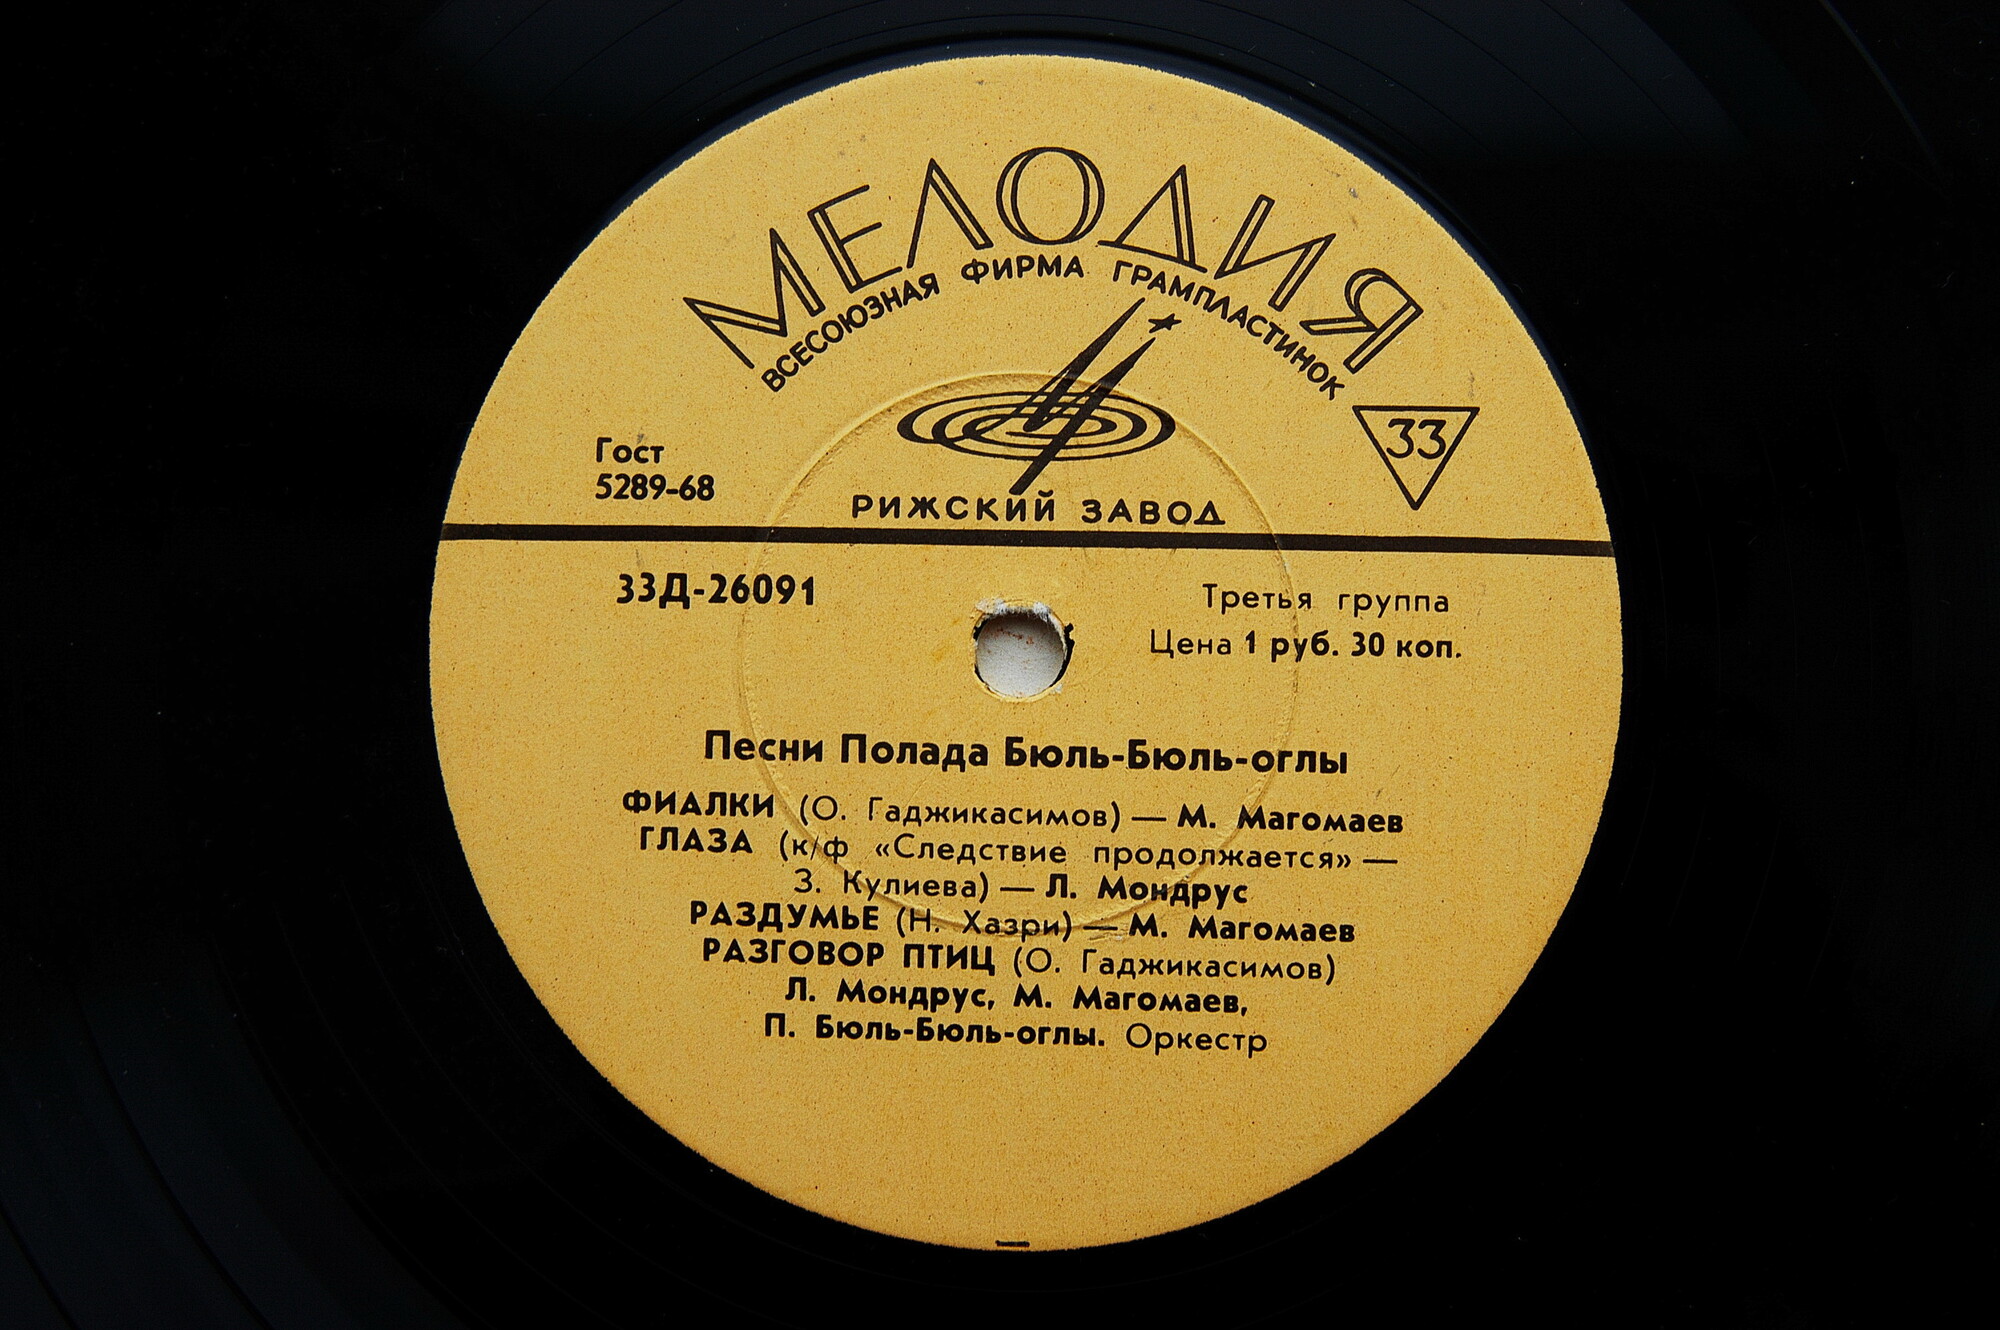 МЕЛОДИЯ
ВСЕСОЮЗНАЯ ФИРМА ГРАМПЛАСТИНОК
33
Гост
5289-68
РИЖСКИЙ ЗАВОД
33Д-26091
Третья группа
Цена 1 руб. 30 коп.
Песни Полада Бюль-Бюль-оглы
ФИАЛКИ (О. Гаджикасимов) — М. Магомаев
ГЛАЗА (к/ф «Следствие продолжается» —
З. Кулиева) — Л. Мондрус
РАЗДУМЬЕ (Н. Хазри) — М. Магомаев
РАЗГОВОР ПТИЦ (О. Гаджикасимов)
Л. Мондрус, М. Магомаев,
П. Бюль-Бюль-оглы. Оркестр